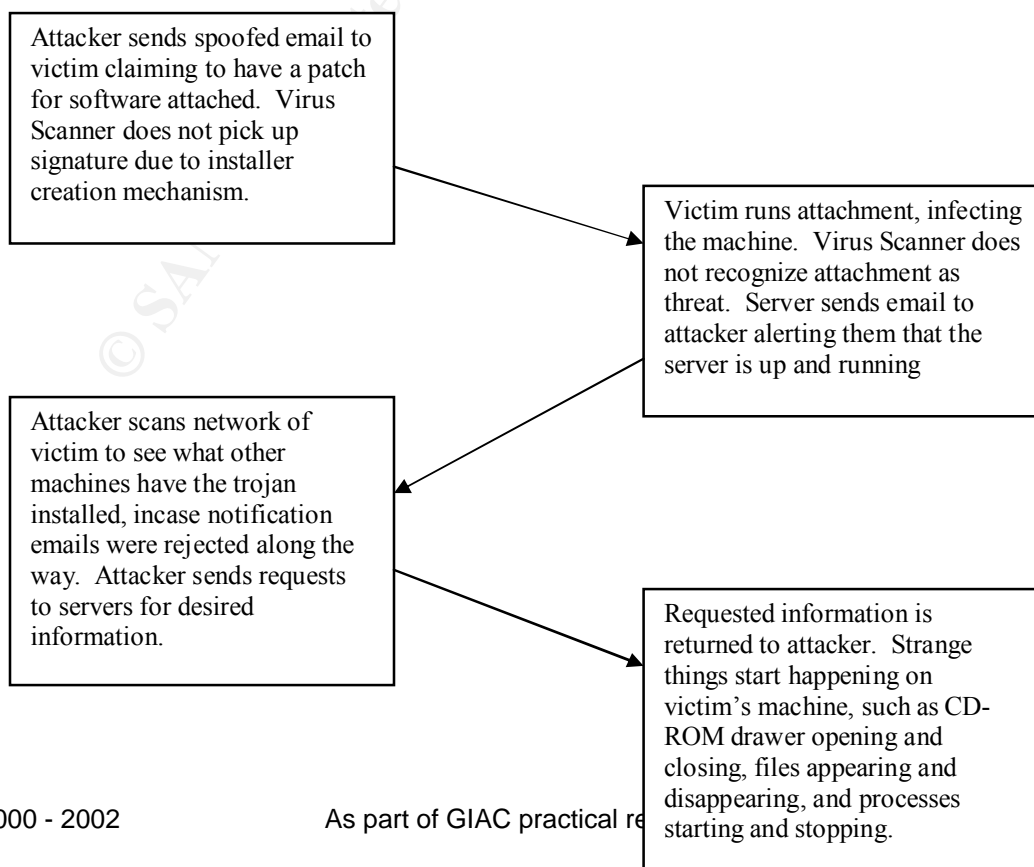 Attacker sends spoofed email to
victim claiming to have a patch
for software attached.  Virus
Scanner does not pick up
signature due to installer
creation mechanism.
Victim runs attachment, infecting
the machine.  Virus Scanner does
not recognize attachment as
threat.  Server sends email to
attacker alerting them that the
server is up and running
Attacker scans network of
victim to see what other
machines have the trojan
installed, incase notification
emails were rejected along the
way.  Attacker sends requests
to servers for desired
information.
Requested information is
returned to attacker.  Strange
things start happening on
victim's machine, such as CD-
ROM drawer opening and
closing, files appearing and
disappearing, and processes
starting and stopping.
000 - 2002
As part of GIAC practical re
© SAN